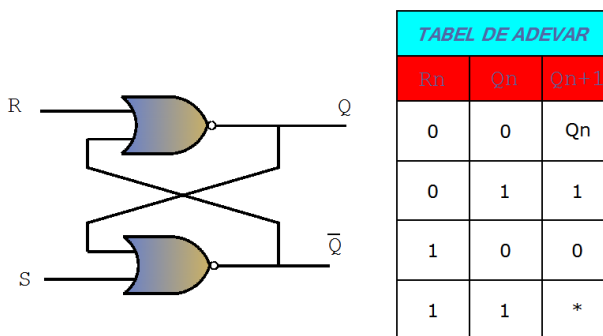 R
Q
Q̅
S
TABEL DE ADEVAR
Rn Qn Qn+1
0 0 Qn
0 1 1
1 0 0
1 1 *